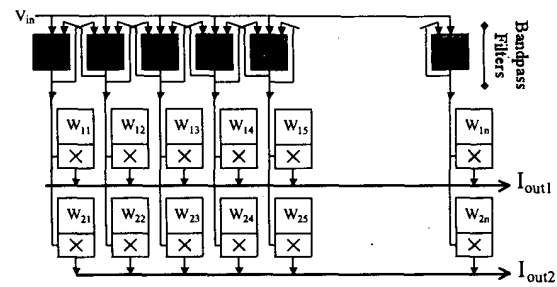 V_in
Bandpass
Filters
W_11 W_12 W_13 W_14 W_15 W_1n
I_out1
W_21 W_22 W_23 W_24 W_25 W_2n
I_out2